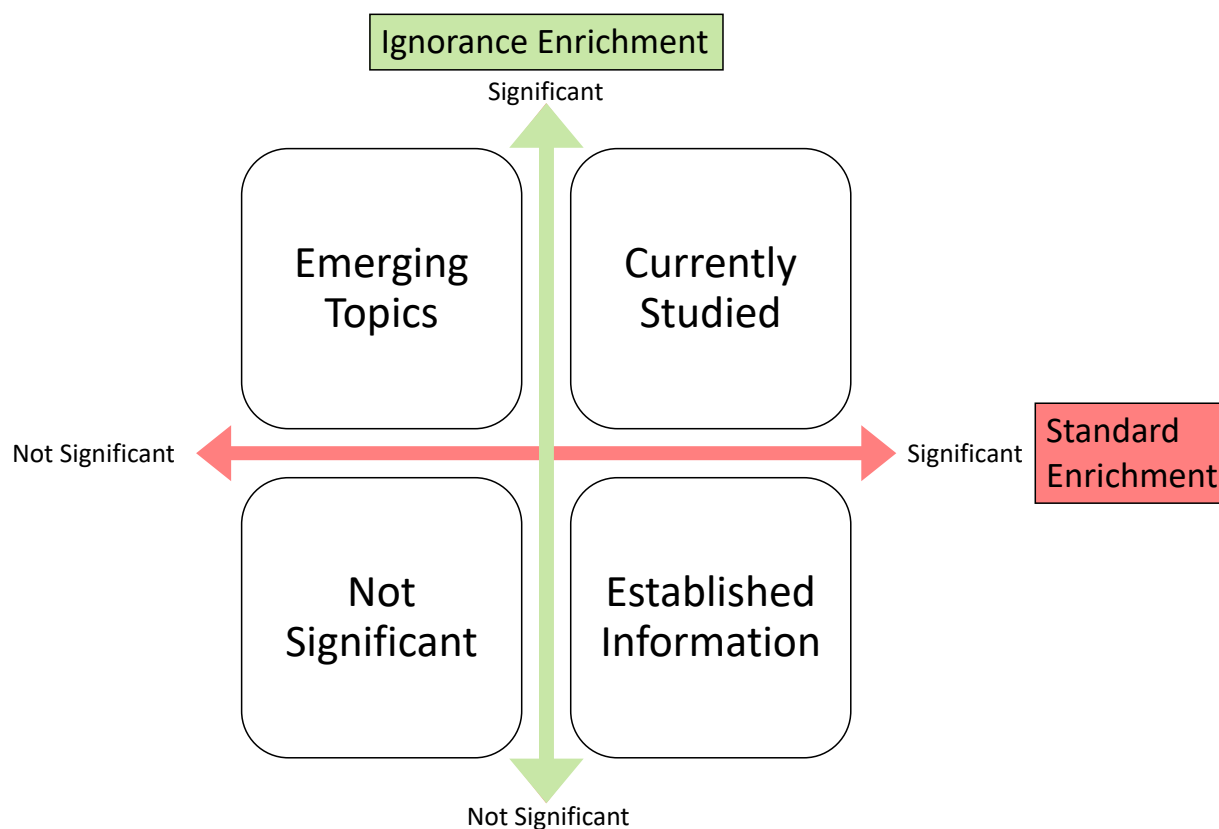 Ignorance Enrichment
Significant
Emerging
Topics
Currently
Studied
Not Significant
Significant
Standard
Enrichment
Not
Significant
Established
Information
Not Significant